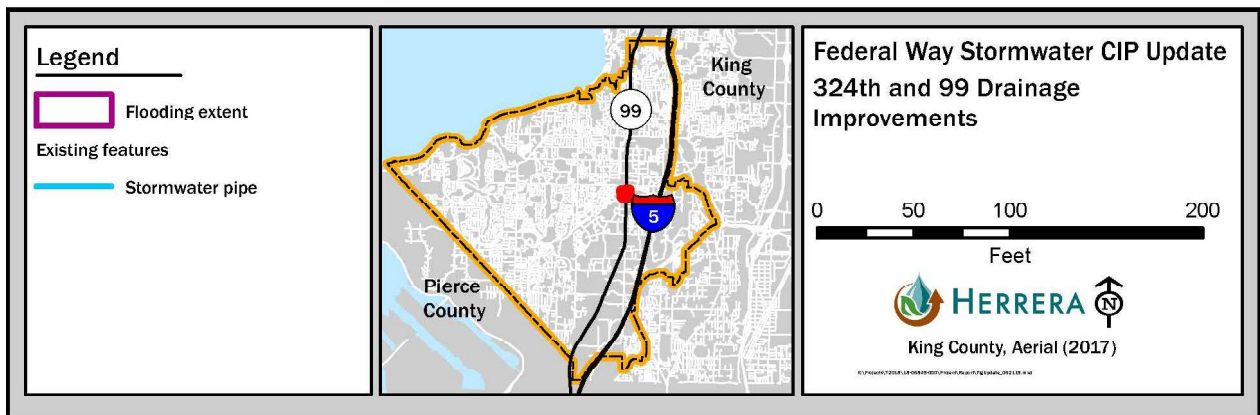 Legend
Flooding extent
Existing features
Stormwater pipe
King
County
99
5
Pierce
County
Federal Way Stormwater CIP Update
324th and 99 Drainage
Improvements
0 50 100 200
Feet
HERRERA N
King County, Aerial (2017)